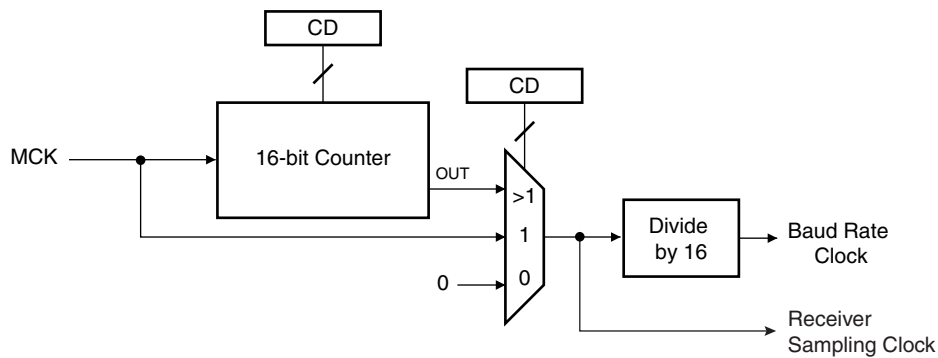 CD
CD
MCK
16-bit Counter
OUT
>1
1
0
0
Divide
by 16
Baud Rate
Clock
Receiver
Sampling Clock